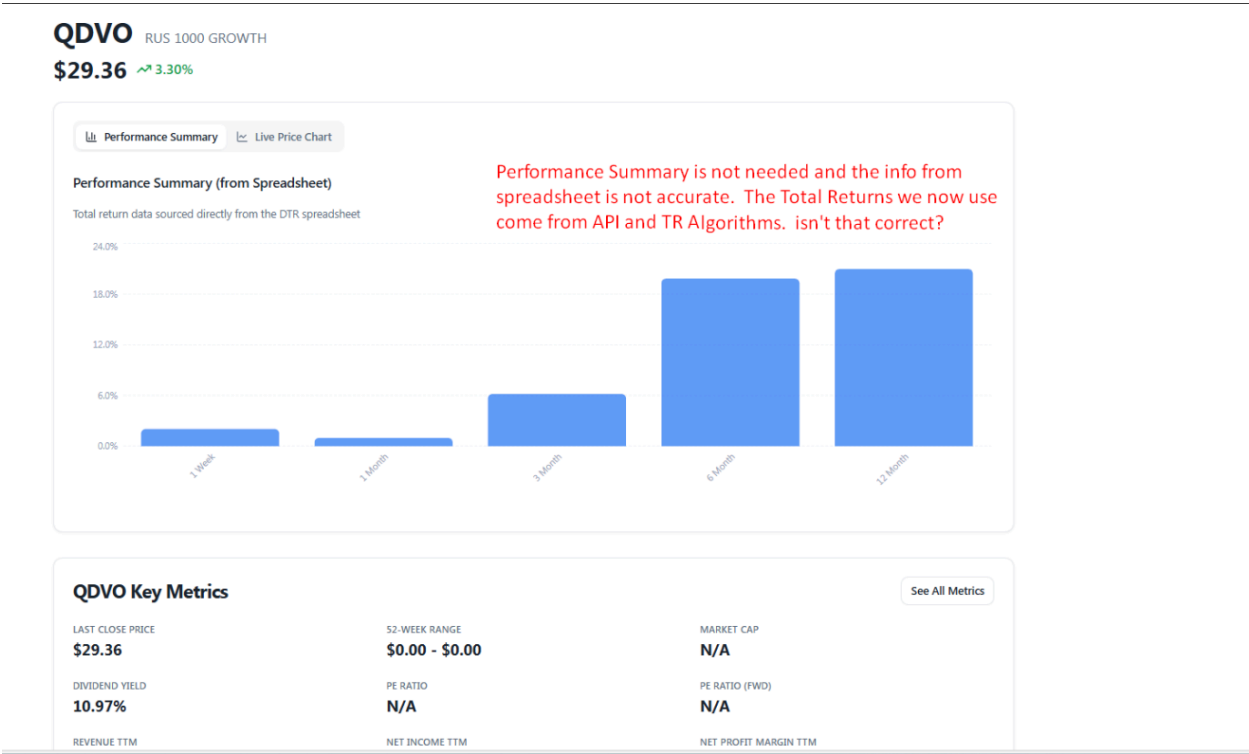 QDVO RUS 1000 GROWTH
$29.36 3.30%
Performance Summary Live Price Chart
Performance Summary (from Spreadsheet)
Total return data sourced directly from the DTR spreadsheet
Performance Summary is not needed and the info from
spreadsheet is not accurate. The Total Returns we now use
come from API and TR Algorithms. isn't that correct?
24.0%
18.0%
12.0%
6.0%
0.0%
1 Week
1 Month
3 Month
6 Month
12 Month
QDVO Key Metrics
See All Metrics
LAST CLOSE PRICE
$29.36
52-WEEK RANGE
$0.00 - $0.00
MARKET CAP
N/A
DIVIDEND YIELD
10.97%
PE RATIO
N/A
PE RATIO (FWD)
N/A
REVENUE TTM
NET INCOME TTM
NET PROFIT MARGIN TTM